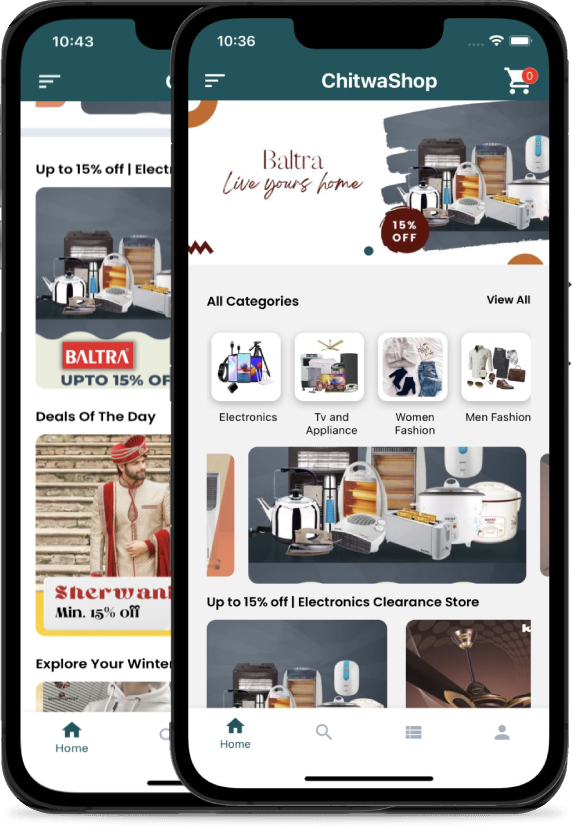 10:43
Up to 15% off | Electr
BALTRA
UPTO 15% OF
Deals Of The Day
Sherwani
Min. 15% Off
Explore Your Winter
Home
10:36
ChitwaShop
0
Baltra
Live yours home
15%
OFF
All Categories
View All
Electronics
Tv and
Appliance
Women
Fashion
Men Fashion
Up to 15% off | Electronics Clearance Store
Home